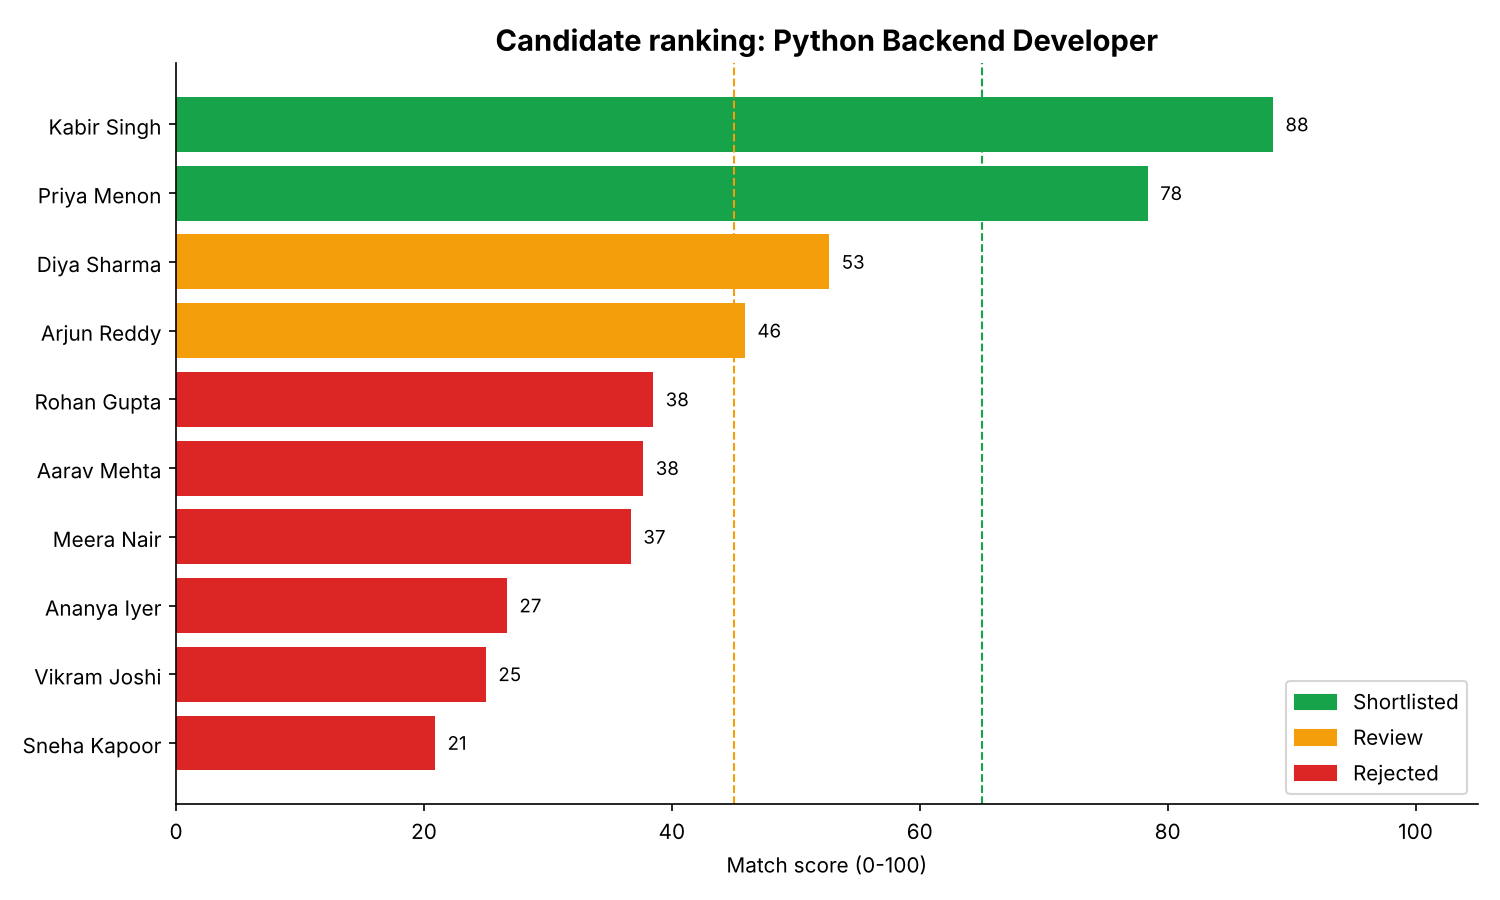 Candidate ranking: Python Backend Developer
Kabir Singh 88
Priya Menon 78
Diya Sharma 53
Arjun Reddy 46
Rohan Gupta 38
Aarav Mehta 38
Meera Nair 37
Ananya Iyer 27
Vikram Joshi 25
Sneha Kapoor 21
Shortlisted
Review
Rejected
0 20 40 60 80 100
Match score (0-100)